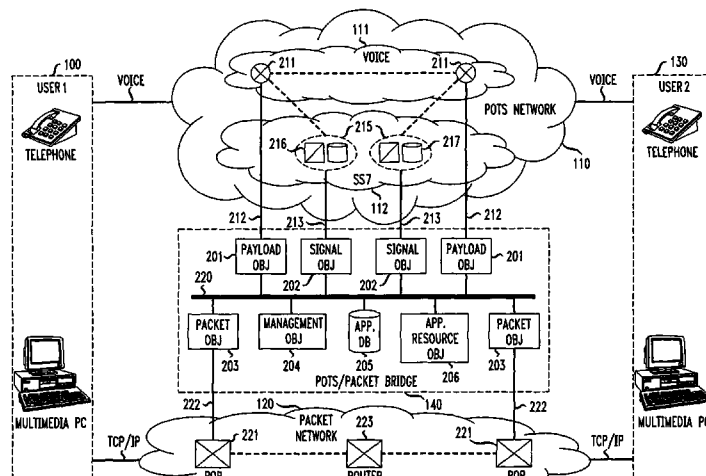 100
USER 1
111
VOICE
211
211
130
USER 2
VOICE
VOICE
POTS NETWORK
TELEPHONE
TELEPHONE
216
215
217
110
SS7
112
212
213
213
212
201
PAYLOAD OBJ
SIGNAL OBJ
SIGNAL OBJ
PAYLOAD OBJ
201
220
202
202
PACKET OBJ
MANAGEMENT OBJ
APP. DB
APP. RESOURCE OBJ
PACKET OBJ
203
204
205
206
203
POTS/PACKET BRIDGE
222
120
140
222
MULTIMEDIA PC
MULTIMEDIA PC
PACKET NETWORK
TCP/IP
221
223
221
TCP/IP
POP
ROUTER
POP